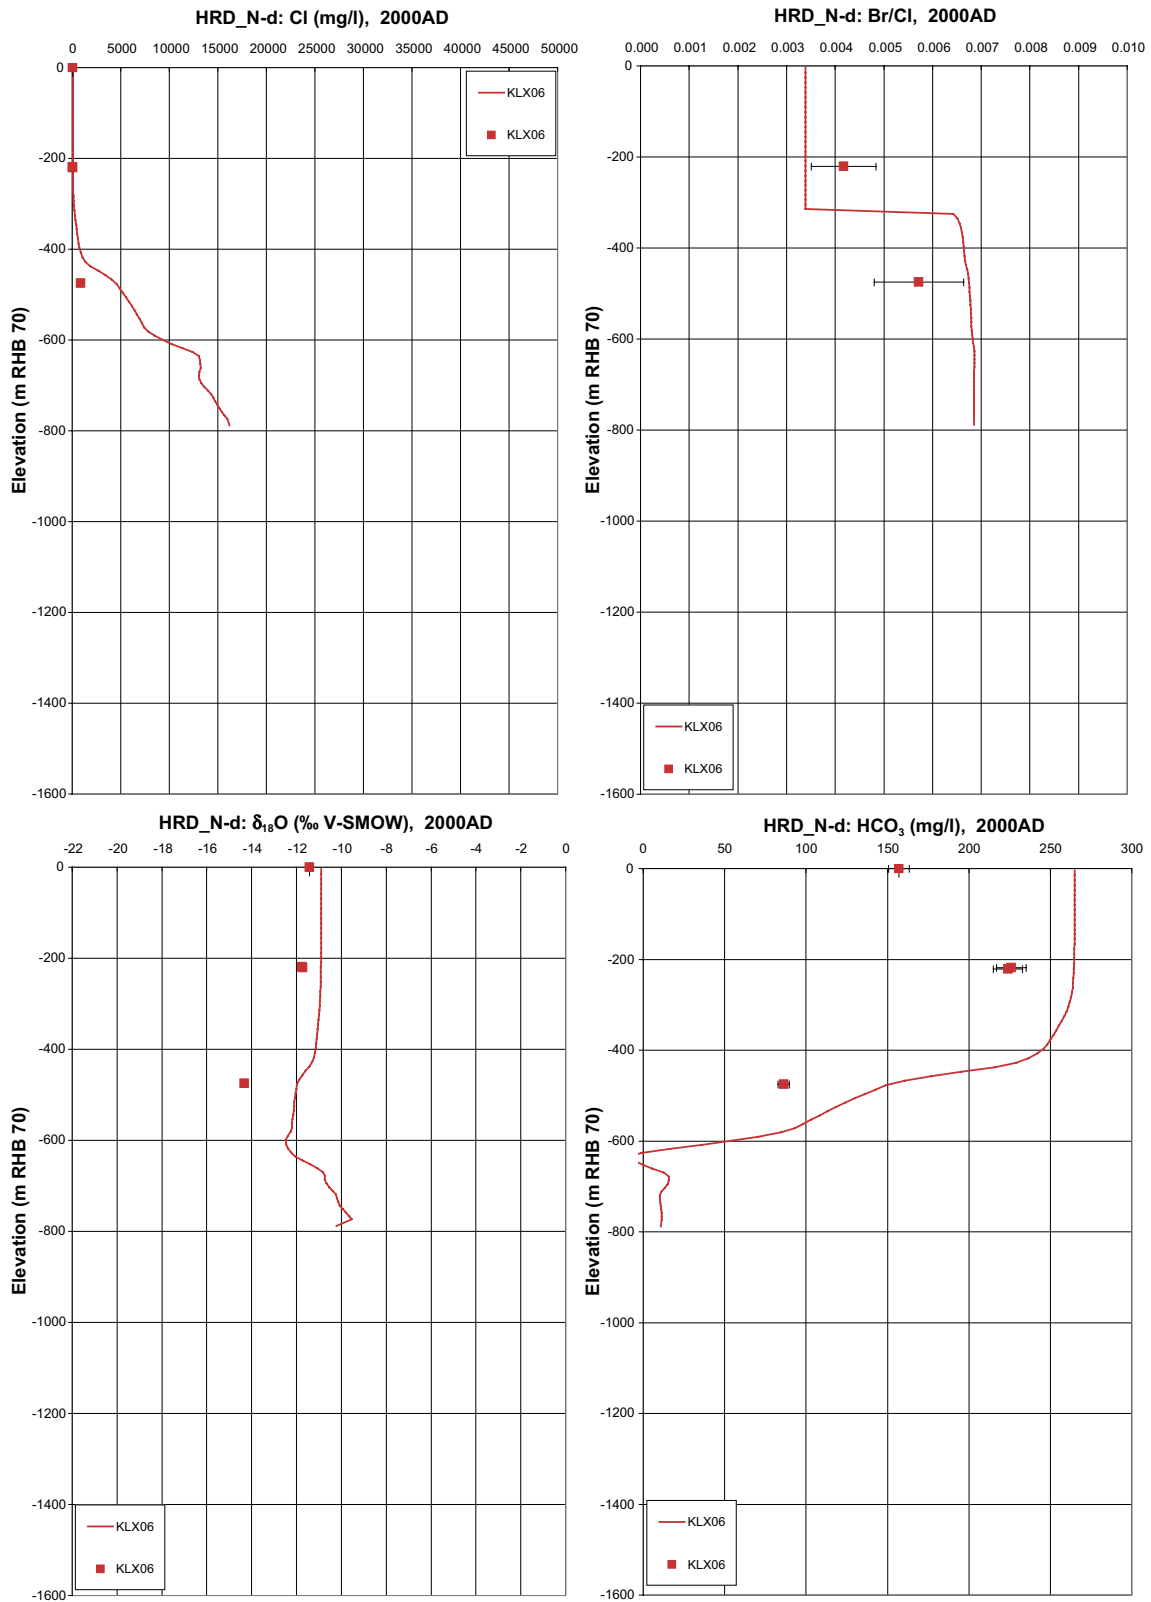 HRD_N-d: Cl (mg/l), 2000AD
0 5000 10000 15000 20000 25000 30000 35000 40000 45000 50000
0
-200
-400
-600
-800
-1000
-1200
-1400
-1600
Elevation (m RHB 70)
KLX06
KLX06
HRD_N-d: Br/Cl, 2000AD
0.000 0.001 0.002 0.003 0.004 0.005 0.006 0.007 0.008 0.009 0.010
0
-200
-400
-600
-800
-1000
-1200
-1400
-1600
Elevation (m RHB 70)
KLX06
KLX06
HRD_N-d: δ₁₈O (‰ V-SMOW), 2000AD
-22 -20 -18 -16 -14 -12 -10 -8 -6 -4 -2 0
0
-200
-400
-600
-800
-1000
-1200
-1400
-1600
Elevation (m RHB 70)
KLX06
KLX06
HRD_N-d: HCO₃ (mg/l), 2000AD
0 50 100 150 200 250 300
0
-200
-400
-600
-800
-1000
-1200
-1400
-1600
Elevation (m RHB 70)
KLX06
KLX06